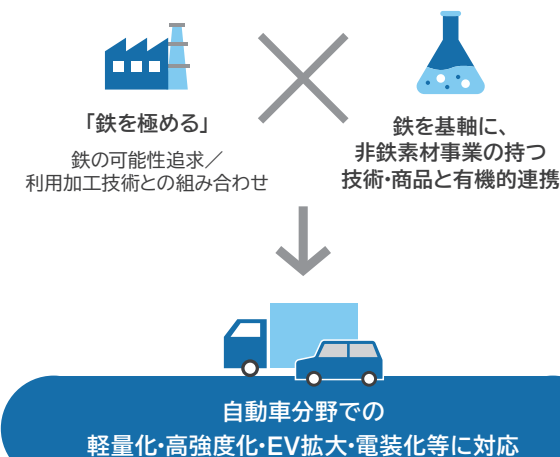 「鉄を極める」
鉄の可能性追求／
利用加工技術との組み合わせ
鉄を基軸に、
非鉄素材事業の持つ
技術・商品と有機的連携
自動車分野での
軽量化・高強度化・EV拡大・電装化等に対応